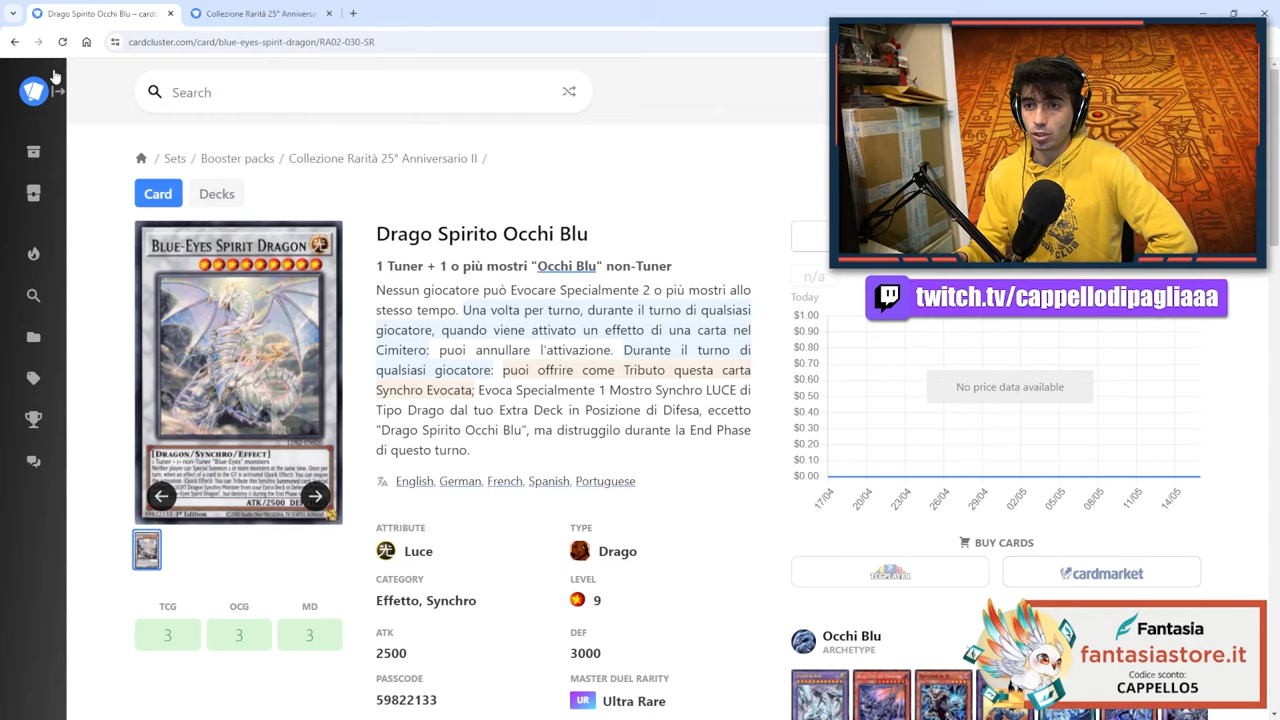 Drago Spirito Occhi Blu – cardc
Collezione Rarità 25° Anniversa
cardcluster.com/card/blue-eyes-spirit-dragon/RA02-030-SR
Search
/ Sets / Booster packs / Collezione Rarità 25° Anniversario II /
Card
Decks
BLUE-EYES SPIRIT DRAGON
[DRAGON/SYNCHRO/EFFECT]
ATK/2500
Drago Spirito Occhi Blu
1 Tuner + 1 o più mostri "Occhi Blu" non-Tuner
Nessun giocatore può Evocare Specialmente 2 o più mostri allo
stesso tempo. Una volta per turno, durante il turno di qualsiasi
giocatore, quando viene attivato un effetto di una carta nel
Cimitero: puoi annullare l'attivazione. Durante il turno di
qualsiasi giocatore: puoi offrire come Tributo questa carta
Synchro Evocata; Evoca Specialmente 1 Mostro Synchro LUCE di
Tipo Drago dal tuo Extra Deck in Posizione di Difesa, eccetto
"Drago Spirito Occhi Blu", ma distruggilo durante la End Phase
di questo turno.
English, German, French, Spanish, Portuguese
ATTRIBUTE
Luce
TYPE
Drago
CATEGORY
Effetto, Synchro
LEVEL
9
ATK
2500
DEF
3000
PASSCODE
59822133
MASTER DUEL RARITY
UR Ultra Rare
TCG
3
OCG
3
MD
3
n/a
Today
$1.00
$0.90
$0.80
$0.70
$0.60
$0.50
$0.40
$0.30
$0.20
$0.10
$0.00
No price data available
17/04
20/04
23/04
26/04
29/04
02/05
05/05
08/05
11/05
14/05
BUY CARDS
TCGPLAYER
cardmarket
Occhi Blu
ARCHETYPE
twitch.tv/cappellodipagliaaa
Fantasia
fantasiastore.it
Codice sconto:
CAPPELLO5